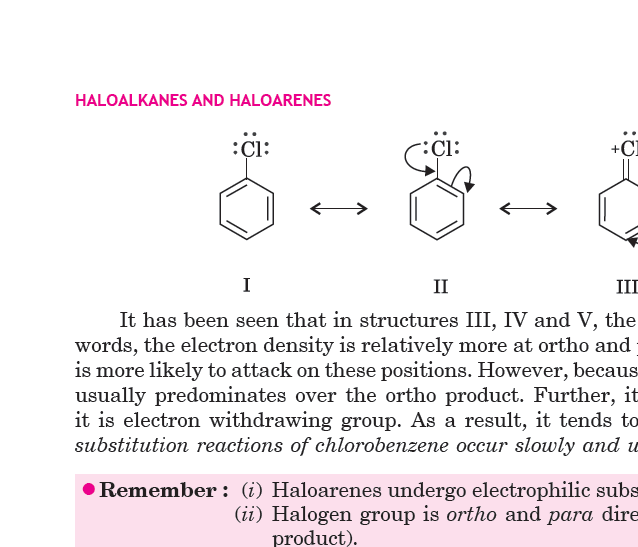 HALOALKANES AND HALOARENES
:Cl: :Cl: +Cl
I II III
It has been seen that in structures III, IV and V, the
words, the electron density is relatively more at ortho and
is more likely to attack on these positions. However,
usually predominates over the ortho product. Further, it
it is electron withdrawing group. As a result, it tends to
substitution reactions of chlorobenzene occur slowly and
● Remember : (i) Haloarenes undergo electrophilic
(ii) Halogen group is ortho and para
product).